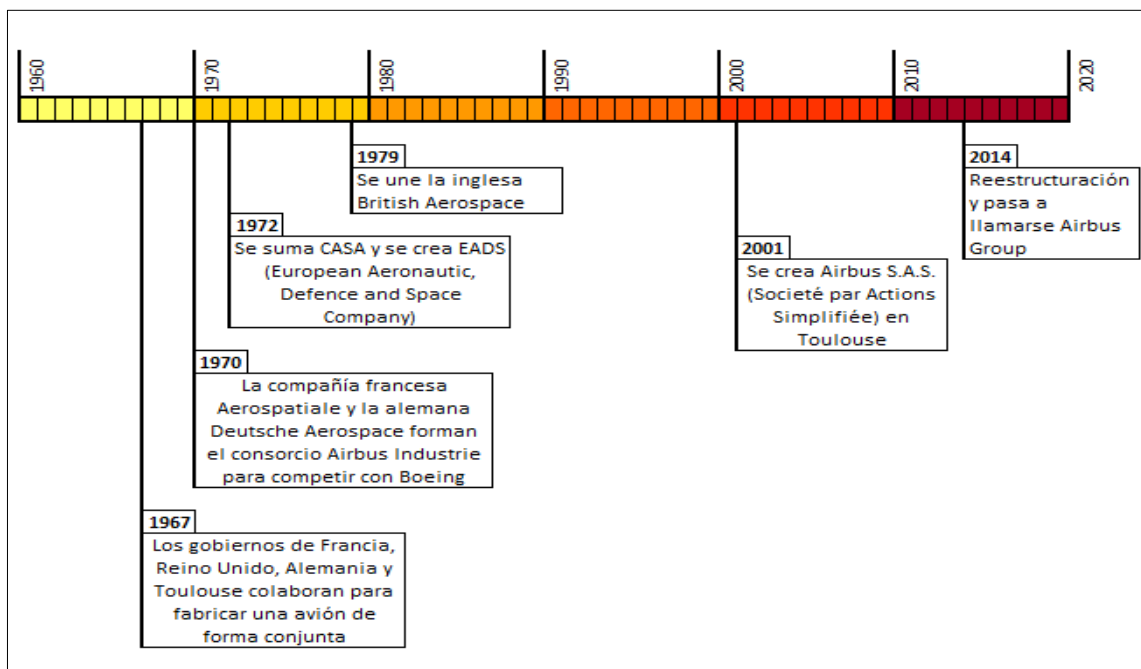 1960
1970
1980
1990
2000
2010
2020
1979
Se une la inglesa
British Aerospace
2014
Reestructuración
y pasa a
llamarse Airbus
Group
1972
Se suma CASA y se crea EADS
(European Aeronautic,
Defence and Space
Company)
2001
Se crea Airbus S.A.S.
(Societé par Actions
Simplifiée) en
Toulouse
1970
La compañía francesa
Aerospatiale y la alemana
Deutsche Aerospace forman
el consorcio Airbus Industrie
para competir con Boeing
1967
Los gobiernos de Francia,
Reino Unido, Alemania y
Toulouse colaboran para
fabricar una avión de
forma conjunta